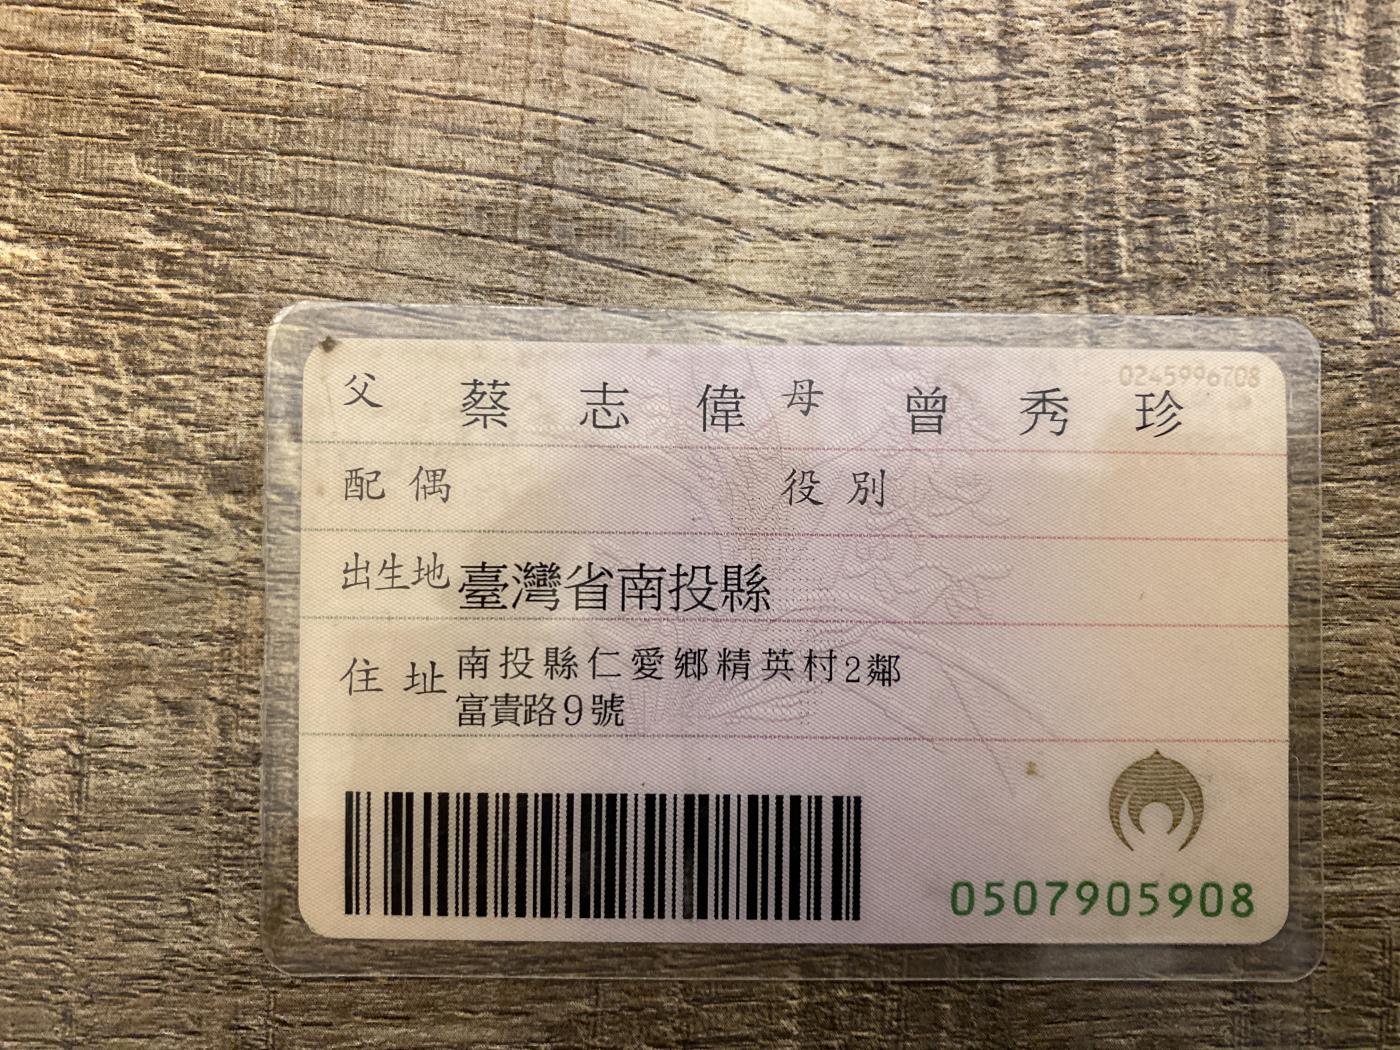 父 蔡志偉 母 曾秀珍 0245996708
配偶 役別
出生地 臺灣省南投縣
住址 南投縣仁愛鄉精英村2鄰
富貴路9號
0507905908